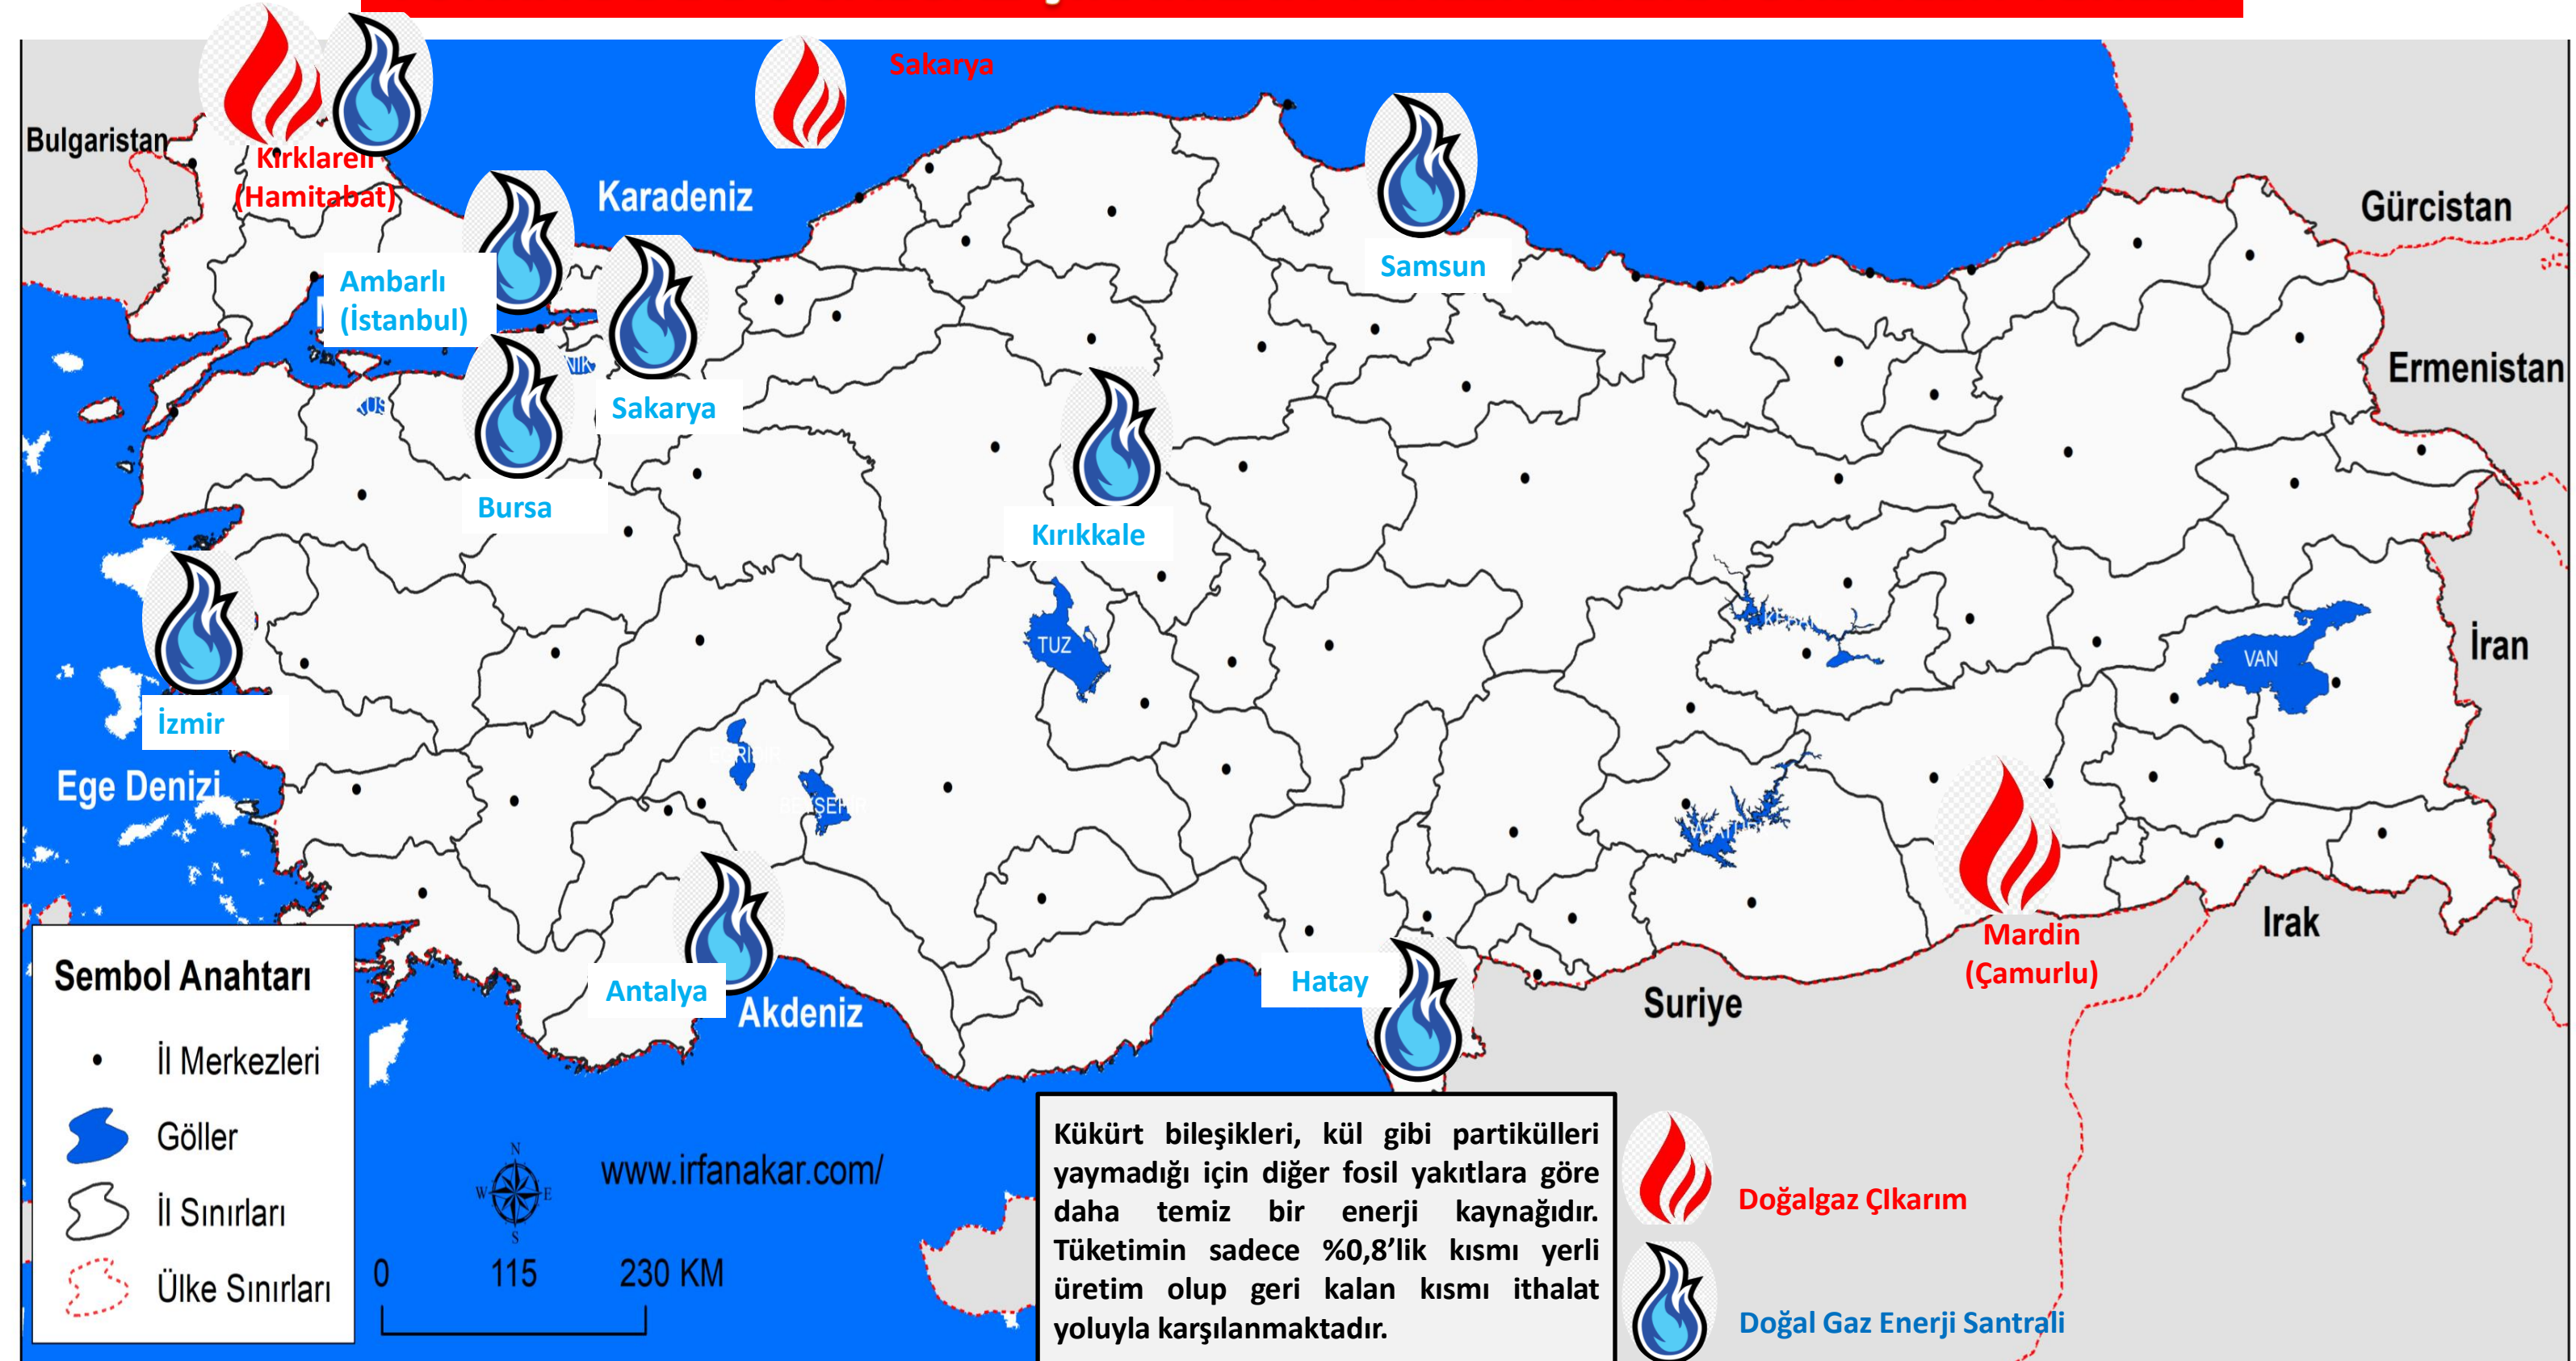 Sakarya
Bulgaristan
Kırklareli
(Hamitabat)
Karadeniz
Gürcistan
Ambarlı
(İstanbul)
Samsun
Ermenistan
Sakarya
Bursa
Kırıkkale
TUZ
VAN
İran
İzmir
EĞRİDİR
BEYŞEHİR
Ege Denizi
Mardin
(Çamurlu)
Irak
Antalya
Akdeniz
Hatay
Suriye
Sembol Anahtarı
İl Merkezleri
Göller
İl Sınırları
Ülke Sınırları
N
W
E
S
www.irfanakar.com/
0 115 230 KM
Kükürt bileşikleri, kül gibi partikülleri
yaymadığı için diğer fosil yakıtlara göre
daha temiz bir enerji kaynağıdır.
Tüketimin sadece %0,8’lik kısmı yerli
üretim olup geri kalan kısmı ithalat
yoluyla karşılanmaktadır.
Doğalgaz ÇIkarım
Doğal Gaz Enerji Santrali